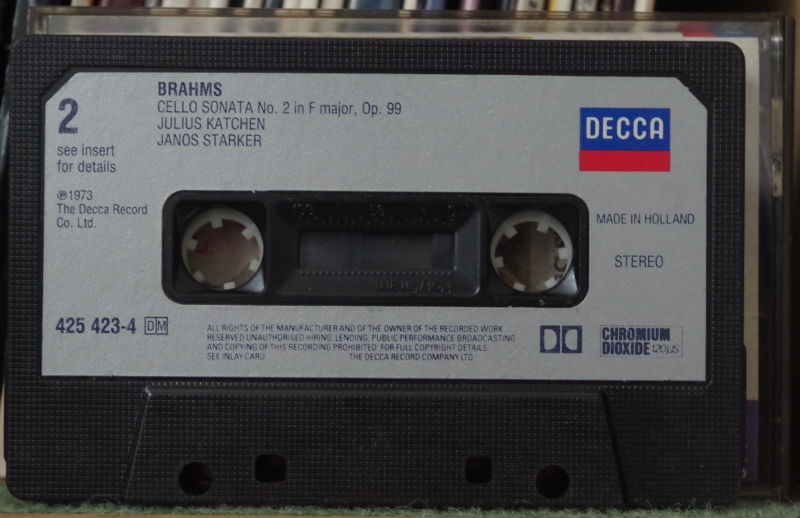 2
see insert
for details
BRAHMS
CELLO SONATA No. 2 in F major, Op. 99
JULIUS KATCHEN
JANOS STARKER
DECCA
℗1973
The Decca Record
Co. Ltd.
100 50 0
MADE IN HOLLAND
STEREO
425 423-4 DM
ALL RIGHTS OF THE MANUFACTURER AND OF THE OWNER OF THE RECORDED WORK
RESERVED UNAUTHORISED HIRING, LENDING, PUBLIC PERFORMANCE BROADCASTING
AND COPYING OF THIS RECORDING PROHIBITED. FOR FULL COPYRIGHT DETAILS
SEE INLAY CARD THE DECCA RECORD COMPANY LTD
CHROMIUM
DIOXIDE 120µS